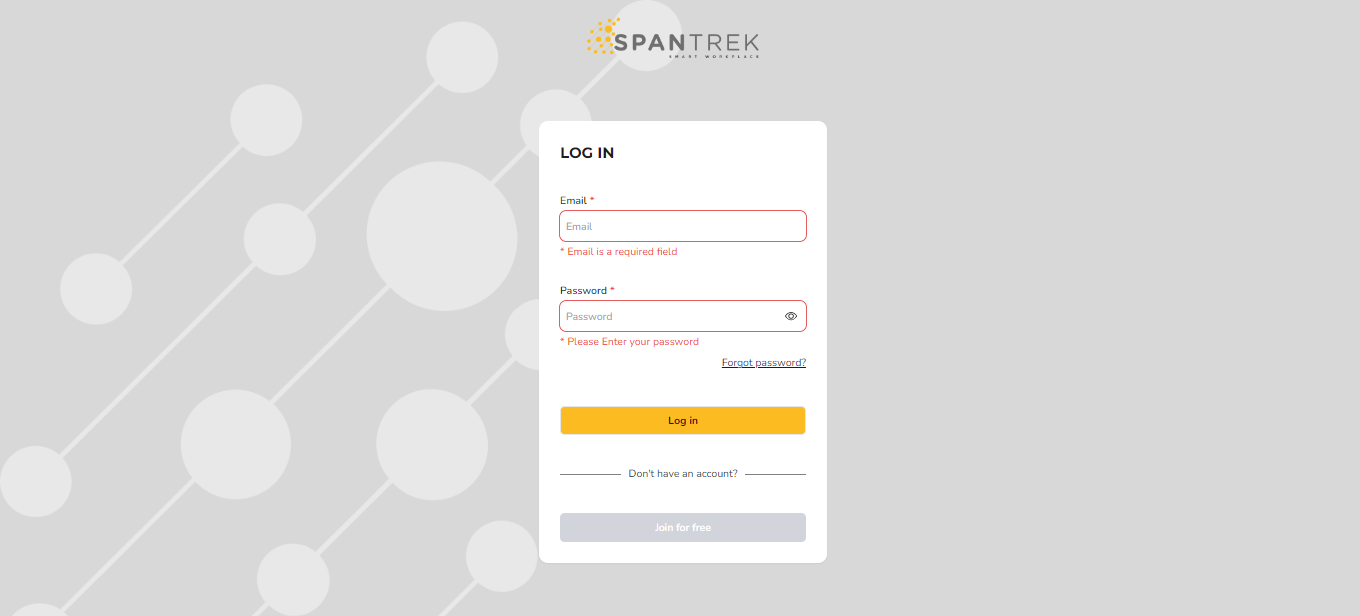 SPANTREK
SMART WORKPLACE
LOG IN
Email *
Email
* Email is a required field
Password *
Password
* Please Enter your password
Forgot password?
Log in
Don't have an account?
Join for free